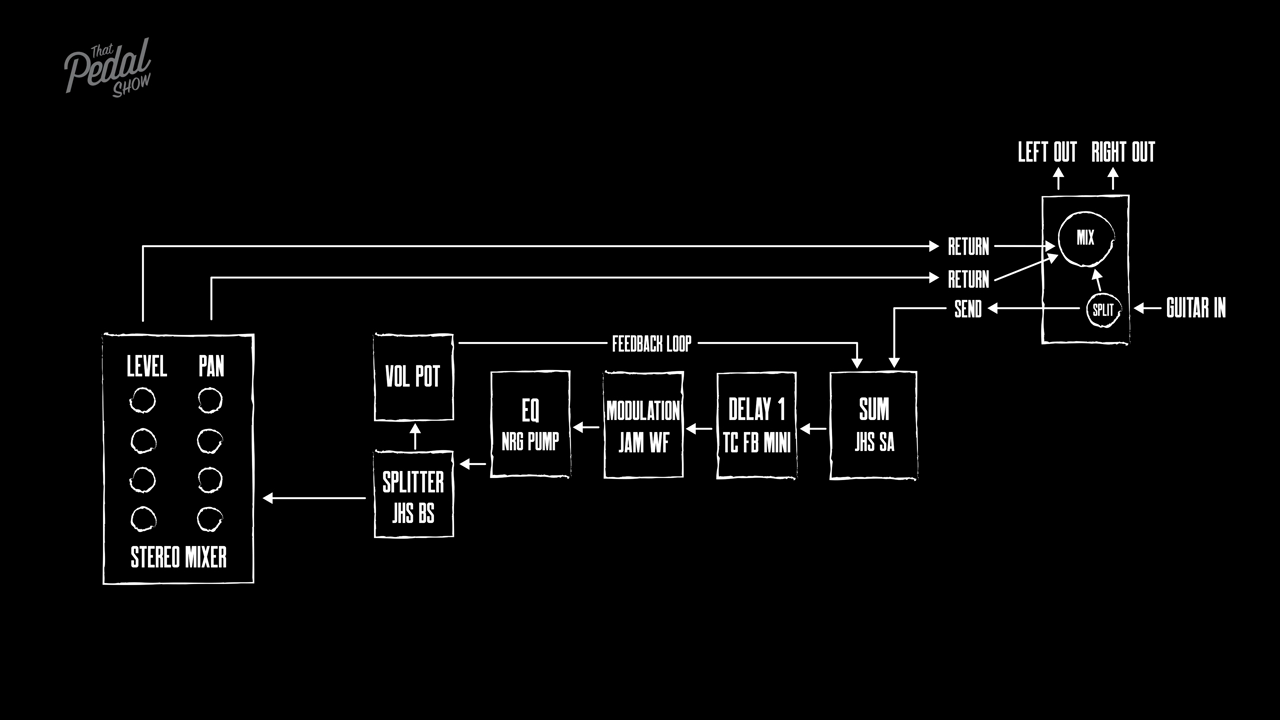 That
Pedal
SHOW
LEFT OUT RIGHT OUT
MIX
RETURN
RETURN
SEND
SPLIT
GUITAR IN
FEEDBACK LOOP
LEVEL PAN
STEREO MIXER
VOL POT
SPLITTER
JHS BS
EQ
NRG PUMP
MODULATION
JAM WF
DELAY 1
TC FB MINI
SUM
JHS SA